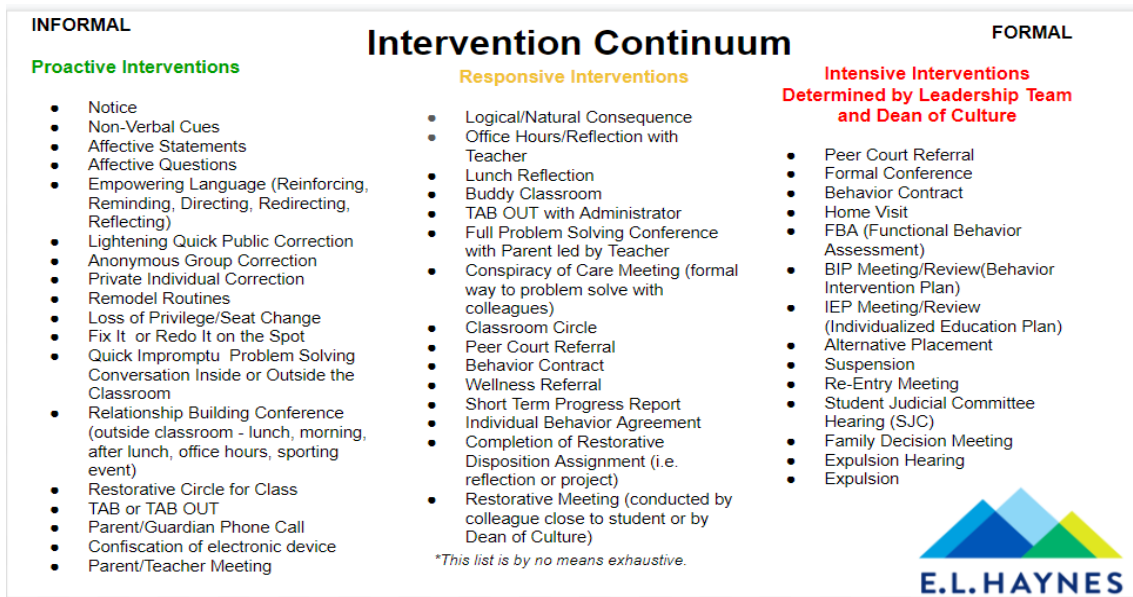 INFORMAL
Intervention Continuum
FORMAL
Proactive Interventions
● Notice
● Non-Verbal Cues
● Affective Statements
● Affective Questions
● Empowering Language (Reinforcing,
Reminding, Directing, Redirecting,
Reflecting)
● Lightening Quick Public Correction
● Anonymous Group Correction
● Private Individual Correction
● Remodel Routines
● Loss of Privilege/Seat Change
● Fix It or Redo It on the Spot
● Quick Impromptu Problem Solving
Conversation Inside or Outside the
Classroom
● Relationship Building Conference
(outside classroom - lunch, morning,
after lunch, office hours, sporting
event)
● Restorative Circle for Class
● TAB or TAB OUT
● Parent/Guardian Phone Call
● Confiscation of electronic device
● Parent/Teacher Meeting
Responsive Interventions
● Logical/Natural Consequence
● Office Hours/Reflection with
Teacher
● Lunch Reflection
● Buddy Classroom
● TAB OUT with Administrator
● Full Problem Solving Conference
with Parent led by Teacher
● Conspiracy of Care Meeting (formal
way to problem solve with
colleagues)
● Classroom Circle
● Peer Court Referral
● Behavior Contract
● Wellness Referral
● Short Term Progress Report
● Individual Behavior Agreement
● Completion of Restorative
Disposition Assignment (i.e.
reflection or project)
● Restorative Meeting (conducted by
colleague close to student or by
Dean of Culture)
*This list is by no means exhaustive.
Intensive Interventions
Determined by Leadership Team
and Dean of Culture
● Peer Court Referral
● Formal Conference
● Behavior Contract
● Home Visit
● FBA (Functional Behavior
Assessment)
● BIP Meeting/Review(Behavior
Intervention Plan)
● IEP Meeting/Review
(Individualized Education Plan)
● Alternative Placement
● Suspension
● Re-Entry Meeting
● Student Judicial Committee
Hearing (SJC)
● Family Decision Meeting
● Expulsion Hearing
● Expulsion
E.L.HAYNES